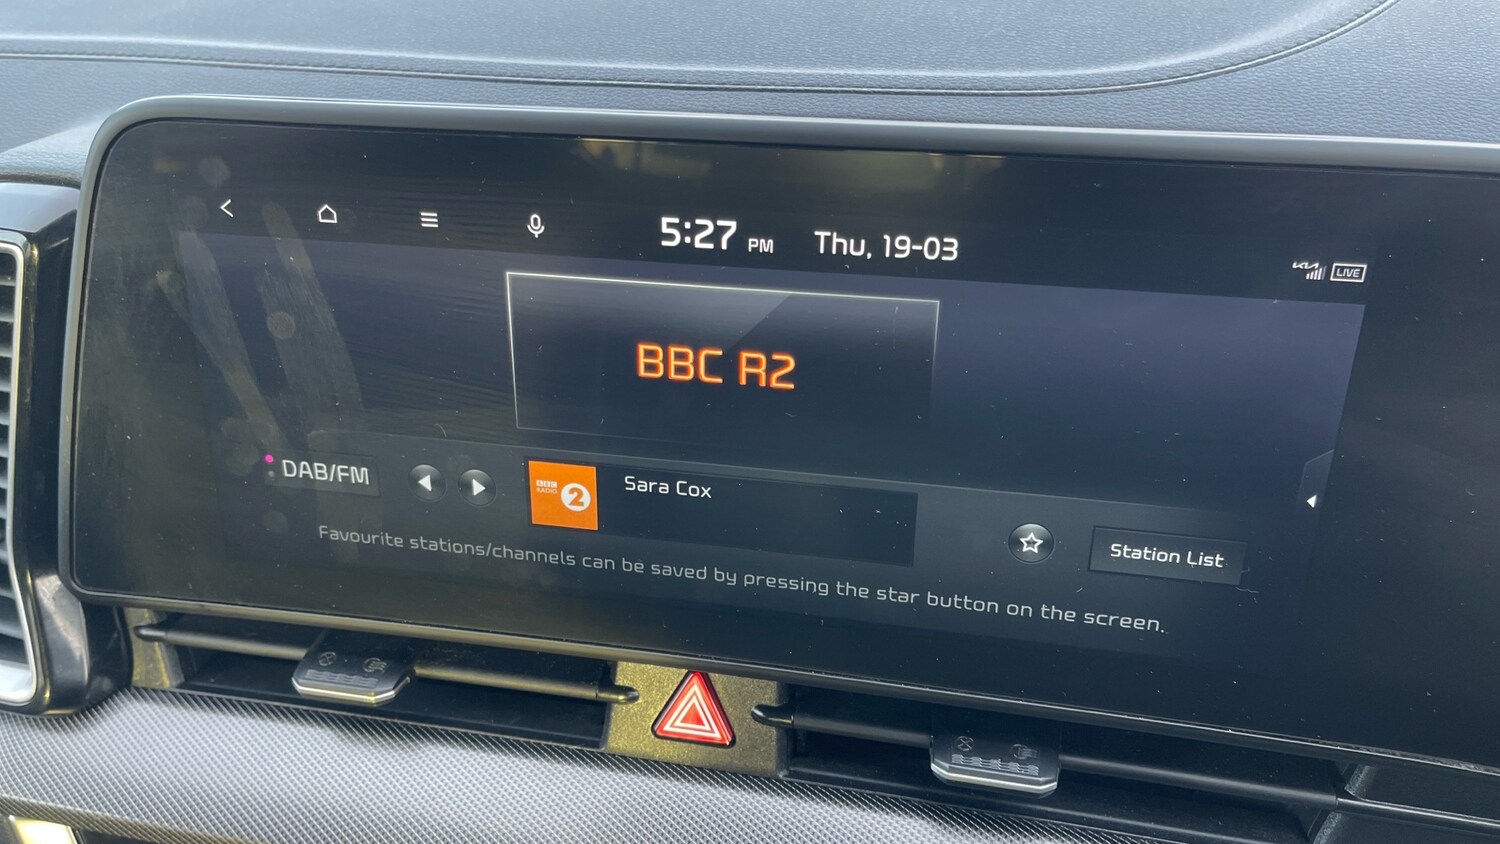 5:27 PM Thu, 19-03
KIA LIVE
BBC R2
DAB/FM
BBC
RADIO 2
Sara Cox
Station List
Favourite stations/channels can be saved by pressing the star button on the screen.